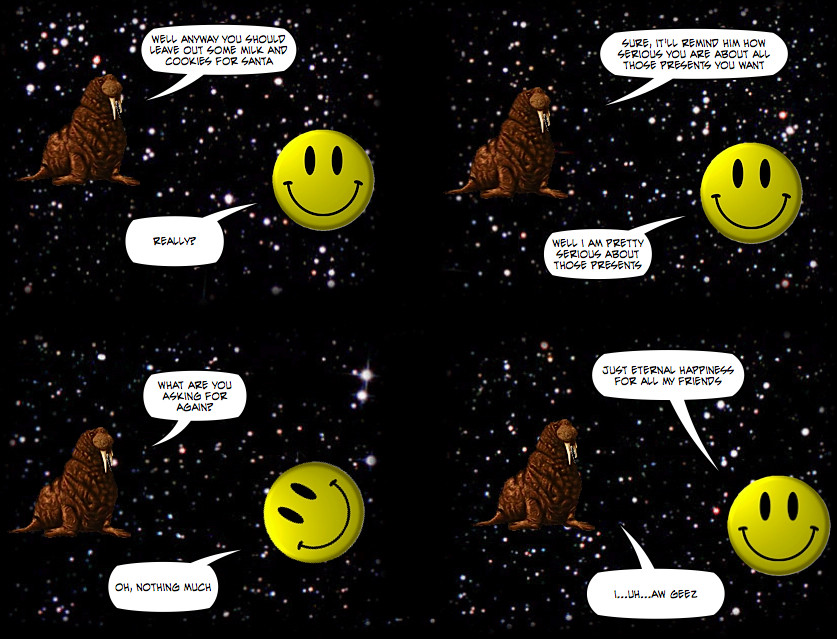 WELL ANYWAY YOU SHOULD
LEAVE OUT SOME MILK AND
COOKIES FOR SANTA
REALLY?
SURE, IT'LL REMIND HIM HOW
SERIOUS YOU ARE ABOUT ALL
THOSE PRESENTS YOU WANT
WELL I AM PRETTY
SERIOUS ABOUT
THOSE PRESENTS
WHAT ARE YOU
ASKING FOR
AGAIN?
OH, NOTHING MUCH
JUST ETERNAL HAPPINESS
FOR ALL MY FRIENDS
I...UH...AW GEEZ